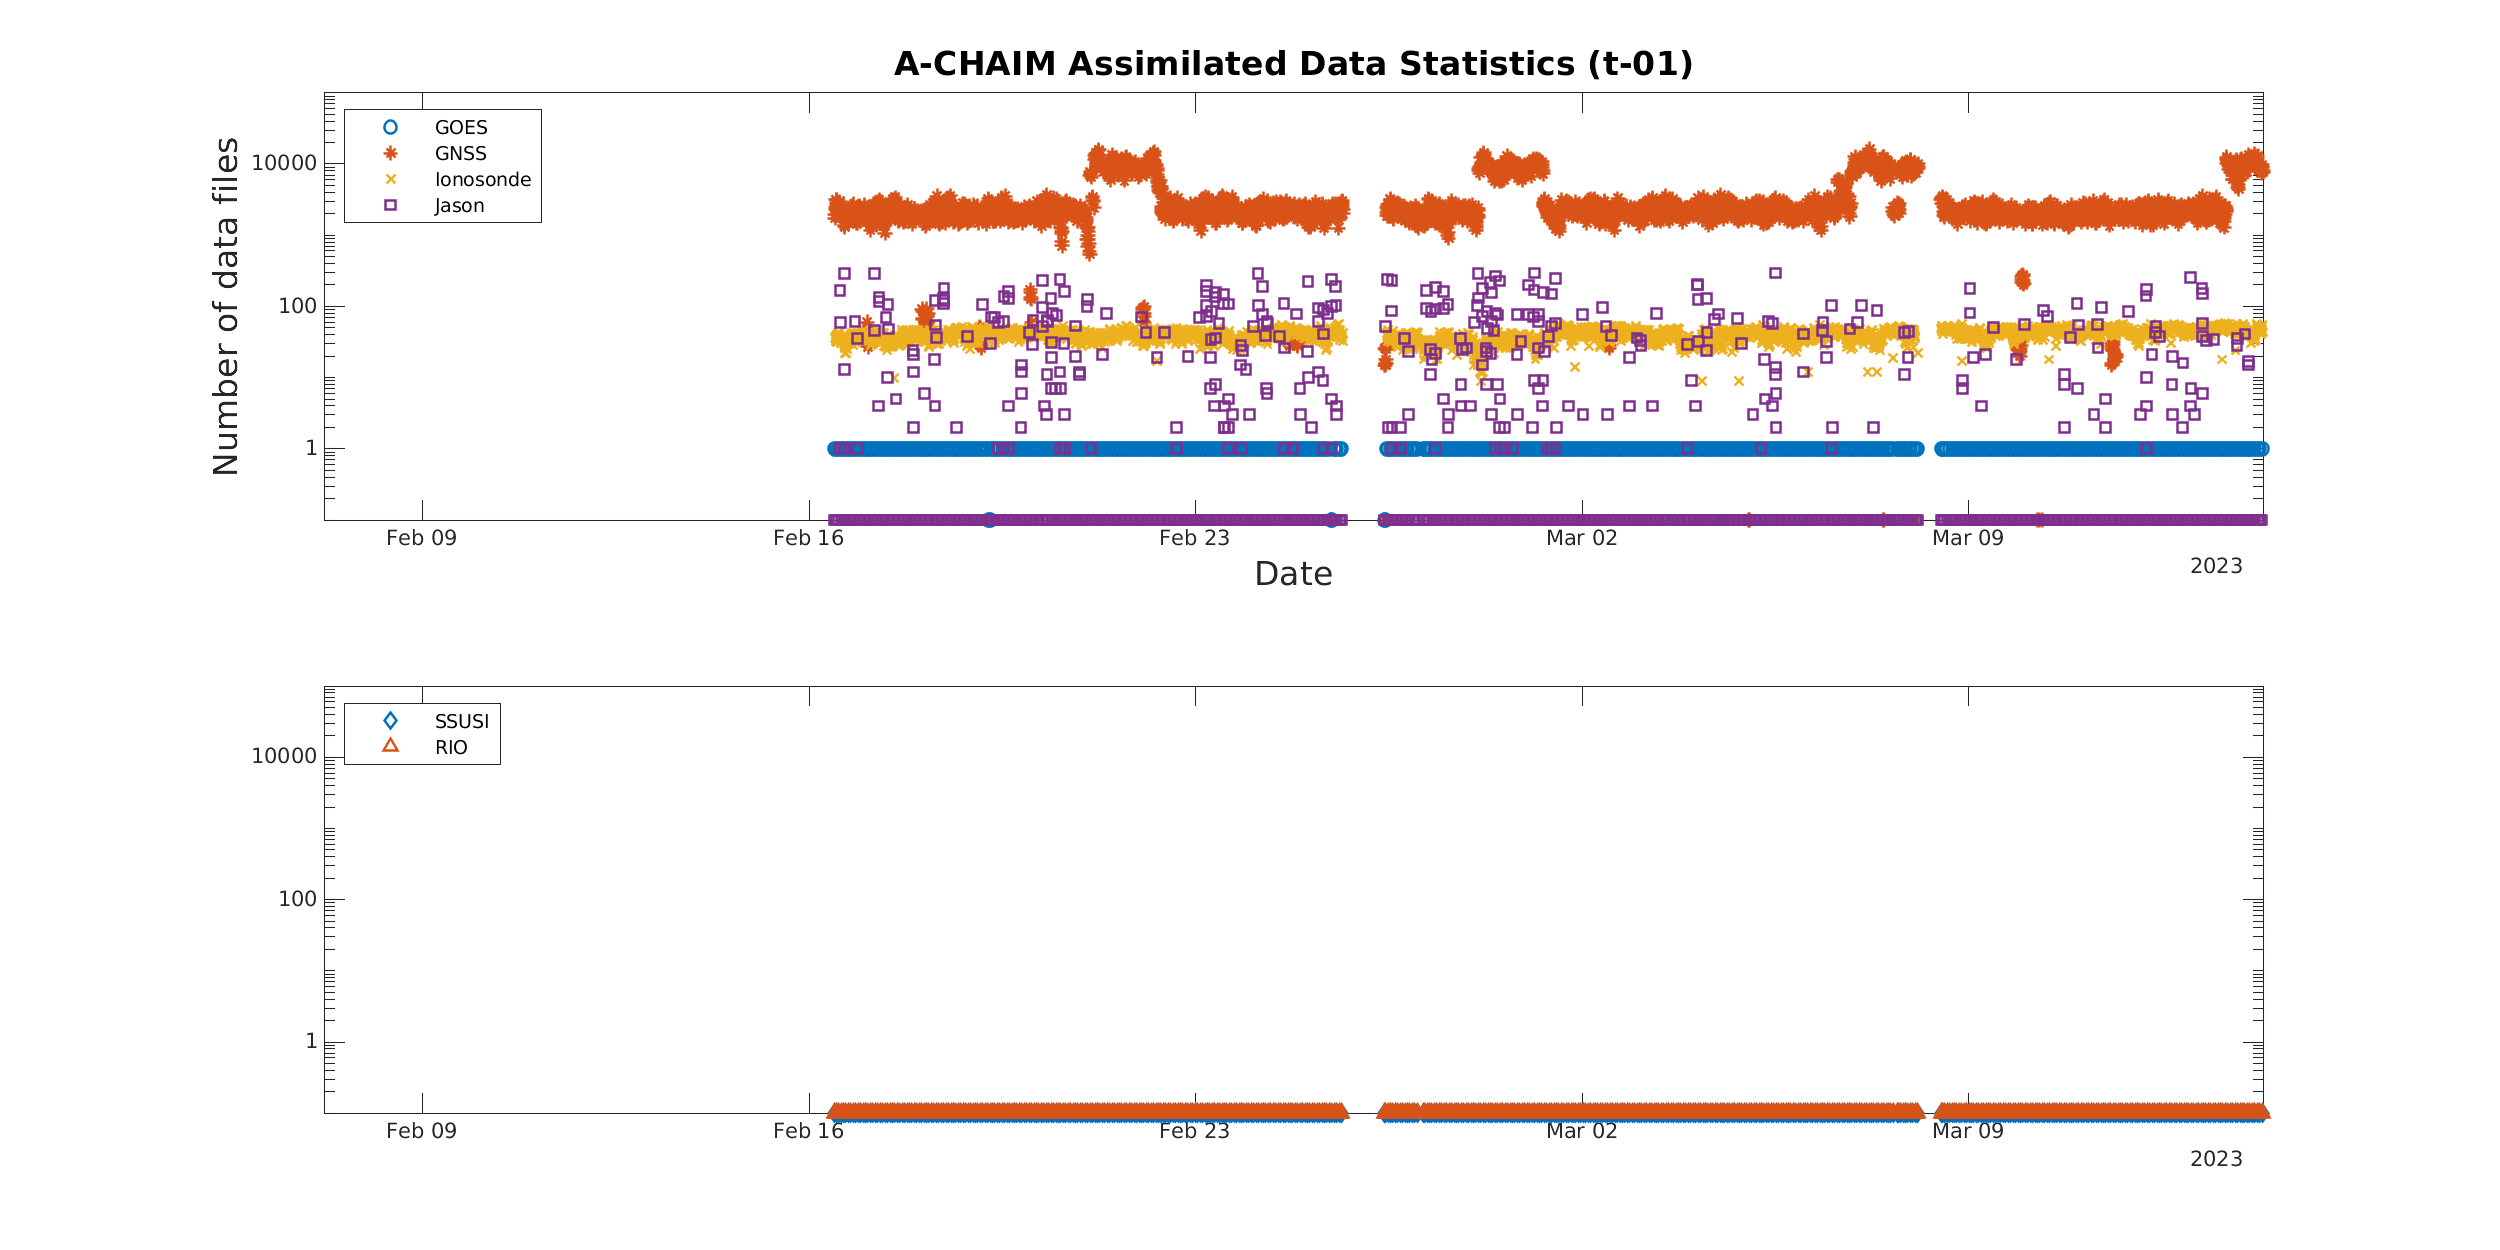 A-CHAIM Assimilated Data Statistics (t-01)
Number of data files
10000
100
1
GOES
GNSS
Ionosonde
Jason
Feb 09 Feb 16 Feb 23 Mar 02 Mar 09
2023
Date
10000
100
1
SSUSI
RIO
Feb 09 Feb 16 Feb 23 Mar 02 Mar 09
2023